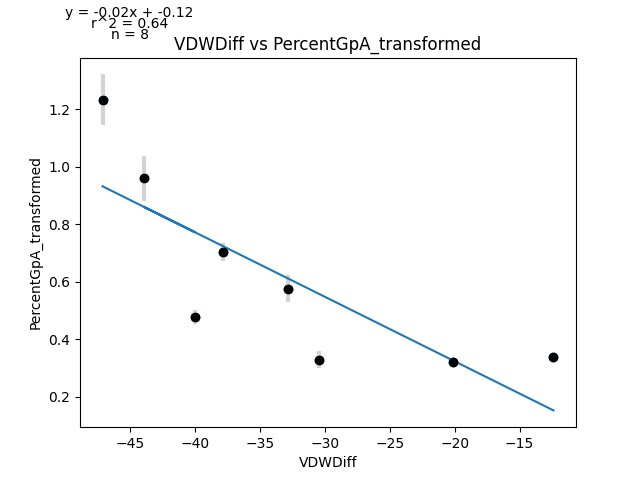 y = -0.02x + -0.12
r^2 = 0.64
n = 8
VDWDiff vs PercentGpA_transformed
PercentGpA_transformed
1.2
1.0
0.8
0.6
0.4
0.2
−45
−40
−35
−30
−25
−20
−15
VDWDiff